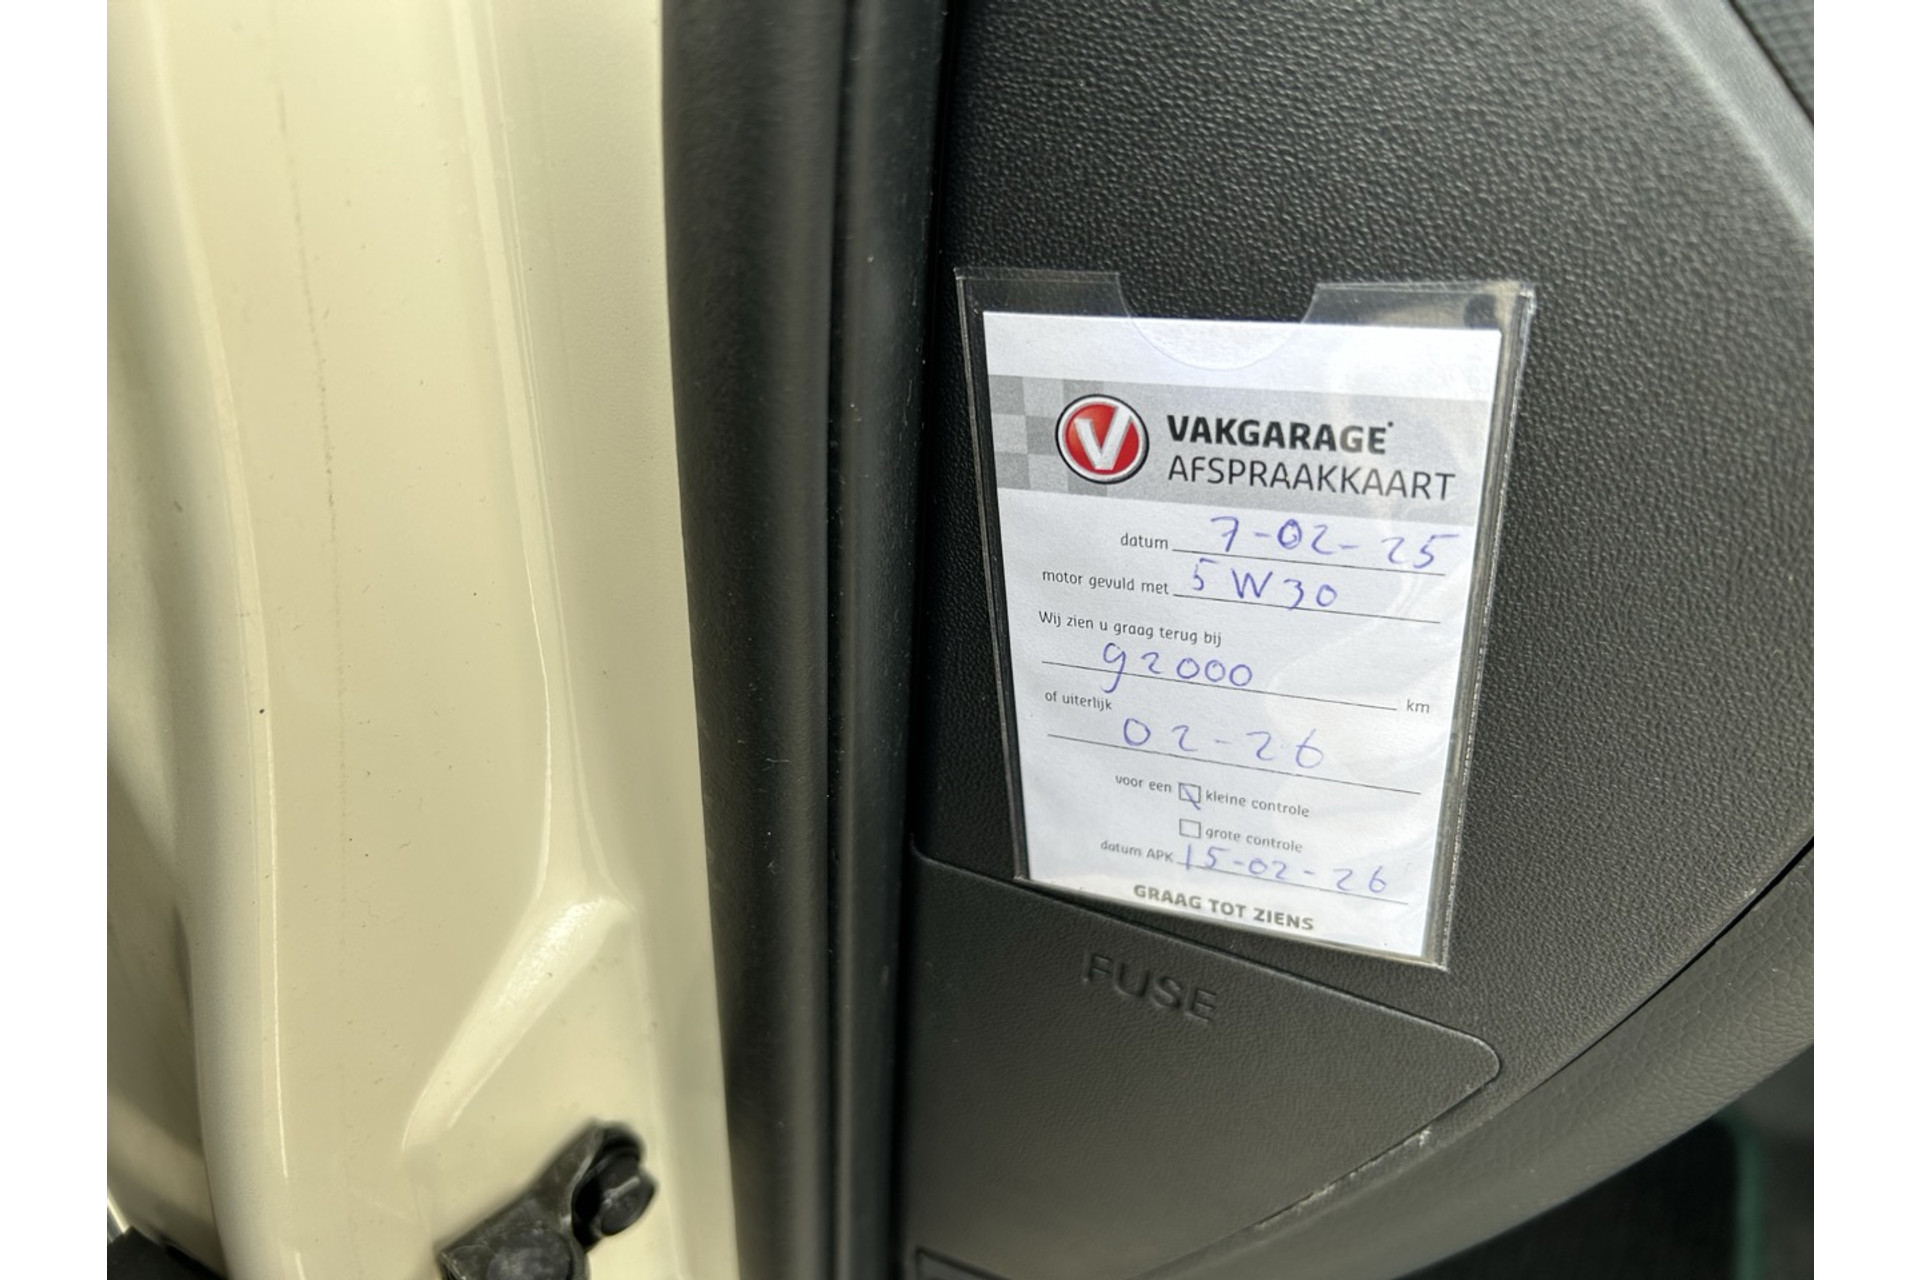 V VAKGARAGE
AFSPRAAKKAART
datum 7-02-25
motor gevuld met 5W30
Wij zien u graag terug bij
92000 km
of uiterlijk
02-26
voor een kleine controle
grote controle
datum APK 15-02-26
GRAAG TOT ZIENS
FUSE